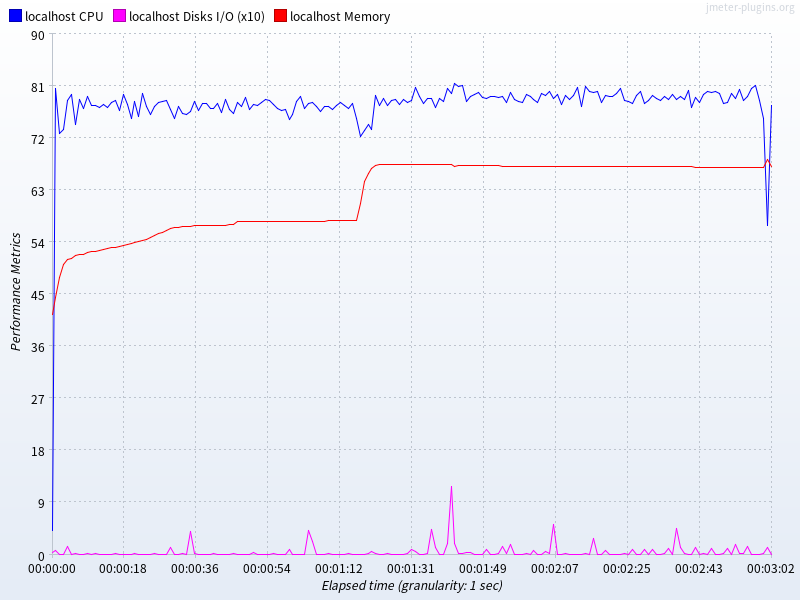 jmeter-plugins.org
localhost CPU localhost Disks I/O (x10) localhost Memory
90
81
72
63
54
45
36
27
18
9
0
Performance Metrics
00:00:00 00:00:18 00:00:36 00:00:54 00:01:12 00:01:31 00:01:49 00:02:07 00:02:25 00:02:43 00:03:02
Elapsed time (granularity: 1 sec)